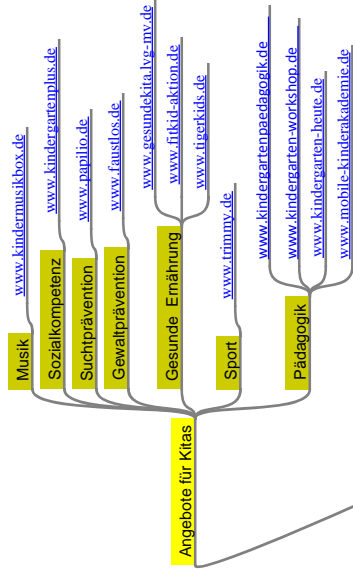 Angebote für Kitas
Musik
www.kindermusikbox.de
Sozialkompetenz
www.kindergartenplus.de
Suchtprävention
www.papilio.de
Gewaltprävention
www.faustlos.de
Gesunde Ernährung
www.gesundekita.lvg-mv.de
www.fitkid-aktion.de
www.tigerkids.de
Sport
www.trimmy.de
Pädagogik
www.kindergartenpaedagogik.de
www.kindergarten-workshop.de
www.kindergarten-heute.de
www.mobile-kinderakademie.de